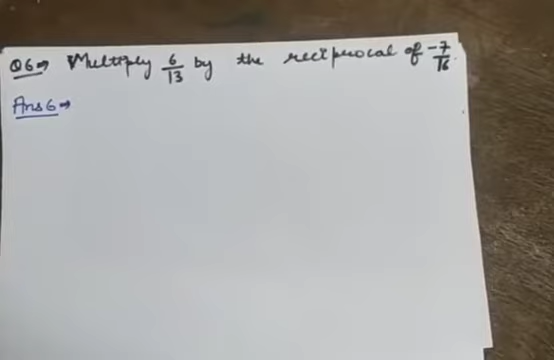 Q6→ Multiply 6/13 by the reciprocal of -7/16.
Ans6→